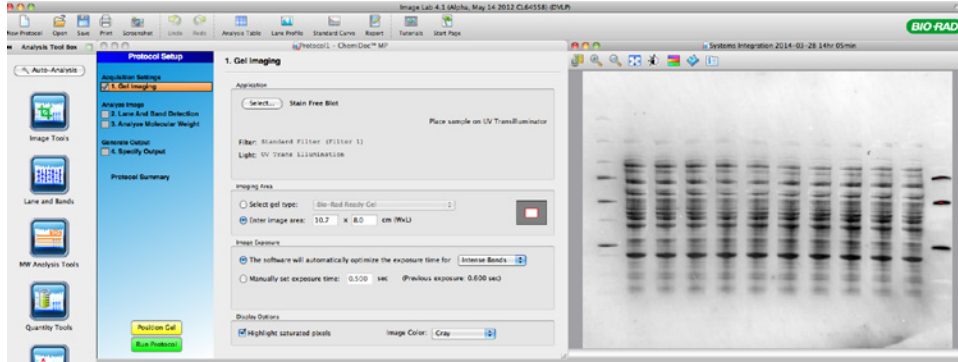 Image Lab 4.1 (Alpha, May 14 2012 CL64558) (DVLP)
New Protocol Open Save Print Screenshot Undo Redo Analysis Table Lane Profile Standard Curve Report Tutorials Start Page
BIO-RAD
Analysis Tool Box
Protocol1 - ChemiDoc™ MP
Systems Integration 2014-03-28 14hr 05min
Auto-Analysis
Image Tools
Lane and Bands
MW Analysis Tools
Quantity Tools
Protocol Setup
Acquisition Settings
1. Gel Imaging
Analyze Image
2. Lane And Band Detection
3. Analyze Molecular Weight
Generate Output
4. Specify Output
Protocol Summary
Position Gel
Run Protocol
1. Gel Imaging
Application
Select... Stain Free Blot
Place sample on UV Transilluminator
Filter: Standard Filter (Filter 1)
Light: UV Trans Illumination
Imaging Area
Select gel type: Bio-Rad Ready Gel
Enter image area: 10.7 x 8.0 cm (WxL)
Image Exposure
The software will automatically optimize the exposure time for Intense Bands
Manually set exposure time: 0.500 sec (Previous exposure: 0.600 sec)
Display Options
Highlight saturated pixels Image Color: Gray